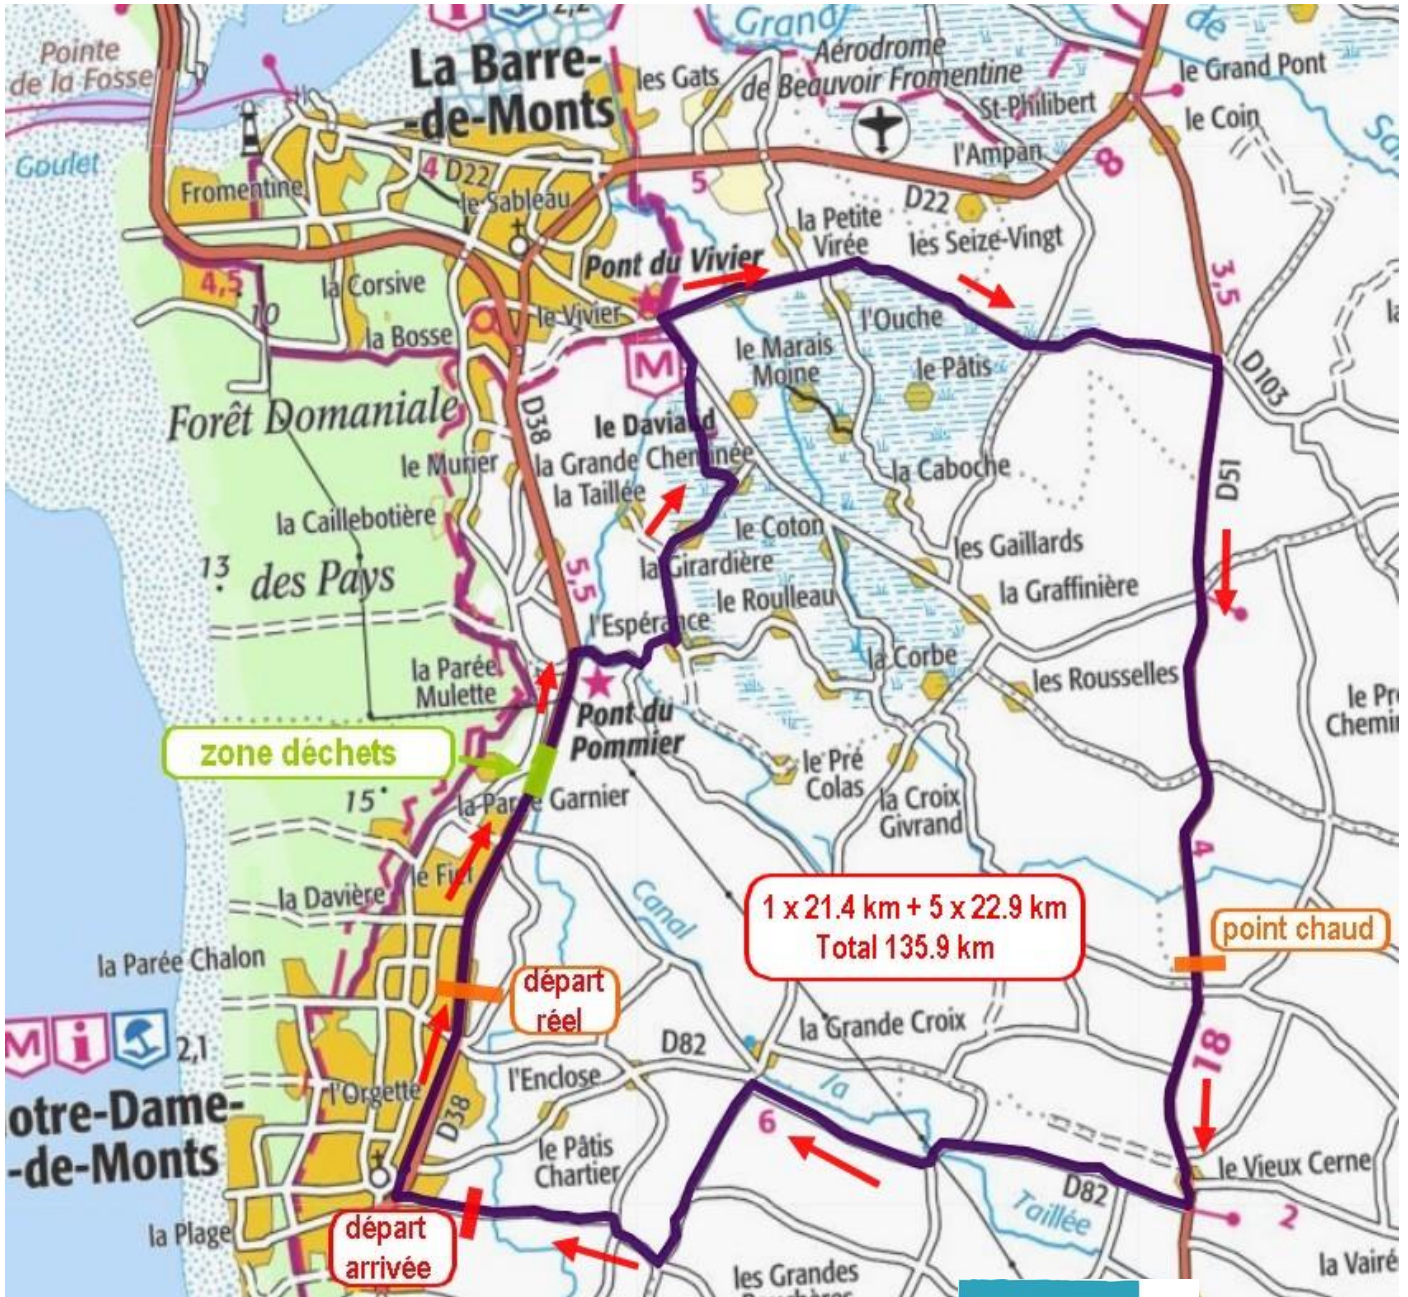 2,2
Grand
de
Pointe
de la Fosse
La Barre-
-de-Monts
les Gats
Aérodrome
de Beauvoir Fromentine
le Grand Pont
St-Philibert
le Coin
Goulet
l'Ampan
8
4
D22
5
Fromentine
le Sableau
D22
la Petite
Virée
les Seize-Vingt
Pont du Vivier
4,5
10
la Corsive
3,5
le Vivier
l'Ouche
la Bosse
M
le Marais
Moine
le Pâtis
D103
Forêt Domaniale
D38
le Daviaud
la Grande Cheminée
le Murier
la Taillée
la Caboche
D51
la Caillebotière
le Coton
les Gaillards
13
des Pays
5,5
la Girardière
la Graffinière
le Roulleau
l'Espérance
la Parée
Mulette
la Corbe
les Rousselles
Pont du
Pommier
zone déchets
le Pré
Colas
15
la Parée Garnier
la Croix
Givrand
4
le Fief
la Davière
Canal
1 x 21.4 km + 5 x 22.9 km
Total 135.9 km
point chaud
la Parée Chalon
départ
réel
la Grande Croix
M i
2,1
D82
18
l'Enclose
la
l'Orgette
6
otre-Dame-
-de-Monts
D38
le Pâtis
Chartier
le Vieux Cerne
D82
Taillée
2
la Plage
départ
arrivée
les Grandes